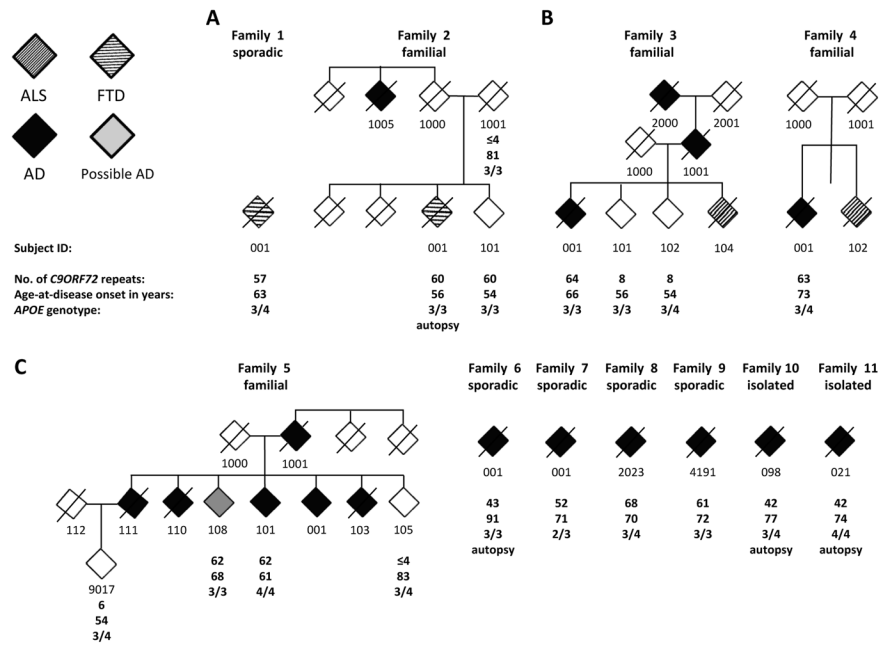 A
B
Family 1
sporadic
Family 2
familial
Family 3
familial
Family 4
familial
ALS
FTD
AD
Possible AD
1005
1000
1001
≤4
81
3/3
2000
2001
1000
1001
1000
1001
Subject ID:
001
001
101
001
101
102
104
001
102
No. of C9ORF72 repeats:
57
60
60
64
8
8
63
Age-at-disease onset in years:
63
56
54
66
56
54
73
APOE genotype:
3/4
3/3
3/3
3/3
3/3
3/4
3/4
autopsy
C
Family 5
familial
Family 6
sporadic
Family 7
sporadic
Family 8
sporadic
Family 9
sporadic
Family 10
isolated
Family 11
isolated
1000
1001
112
111
110
108
101
001
103
105
62
68
3/3
62
61
4/4
≤4
83
3/4
9017
6
54
3/4
001
43
91
3/3
autopsy
001
52
71
2/3
2023
68
70
3/4
4191
61
72
3/3
098
42
77
3/4
autopsy
021
42
74
4/4
autopsy